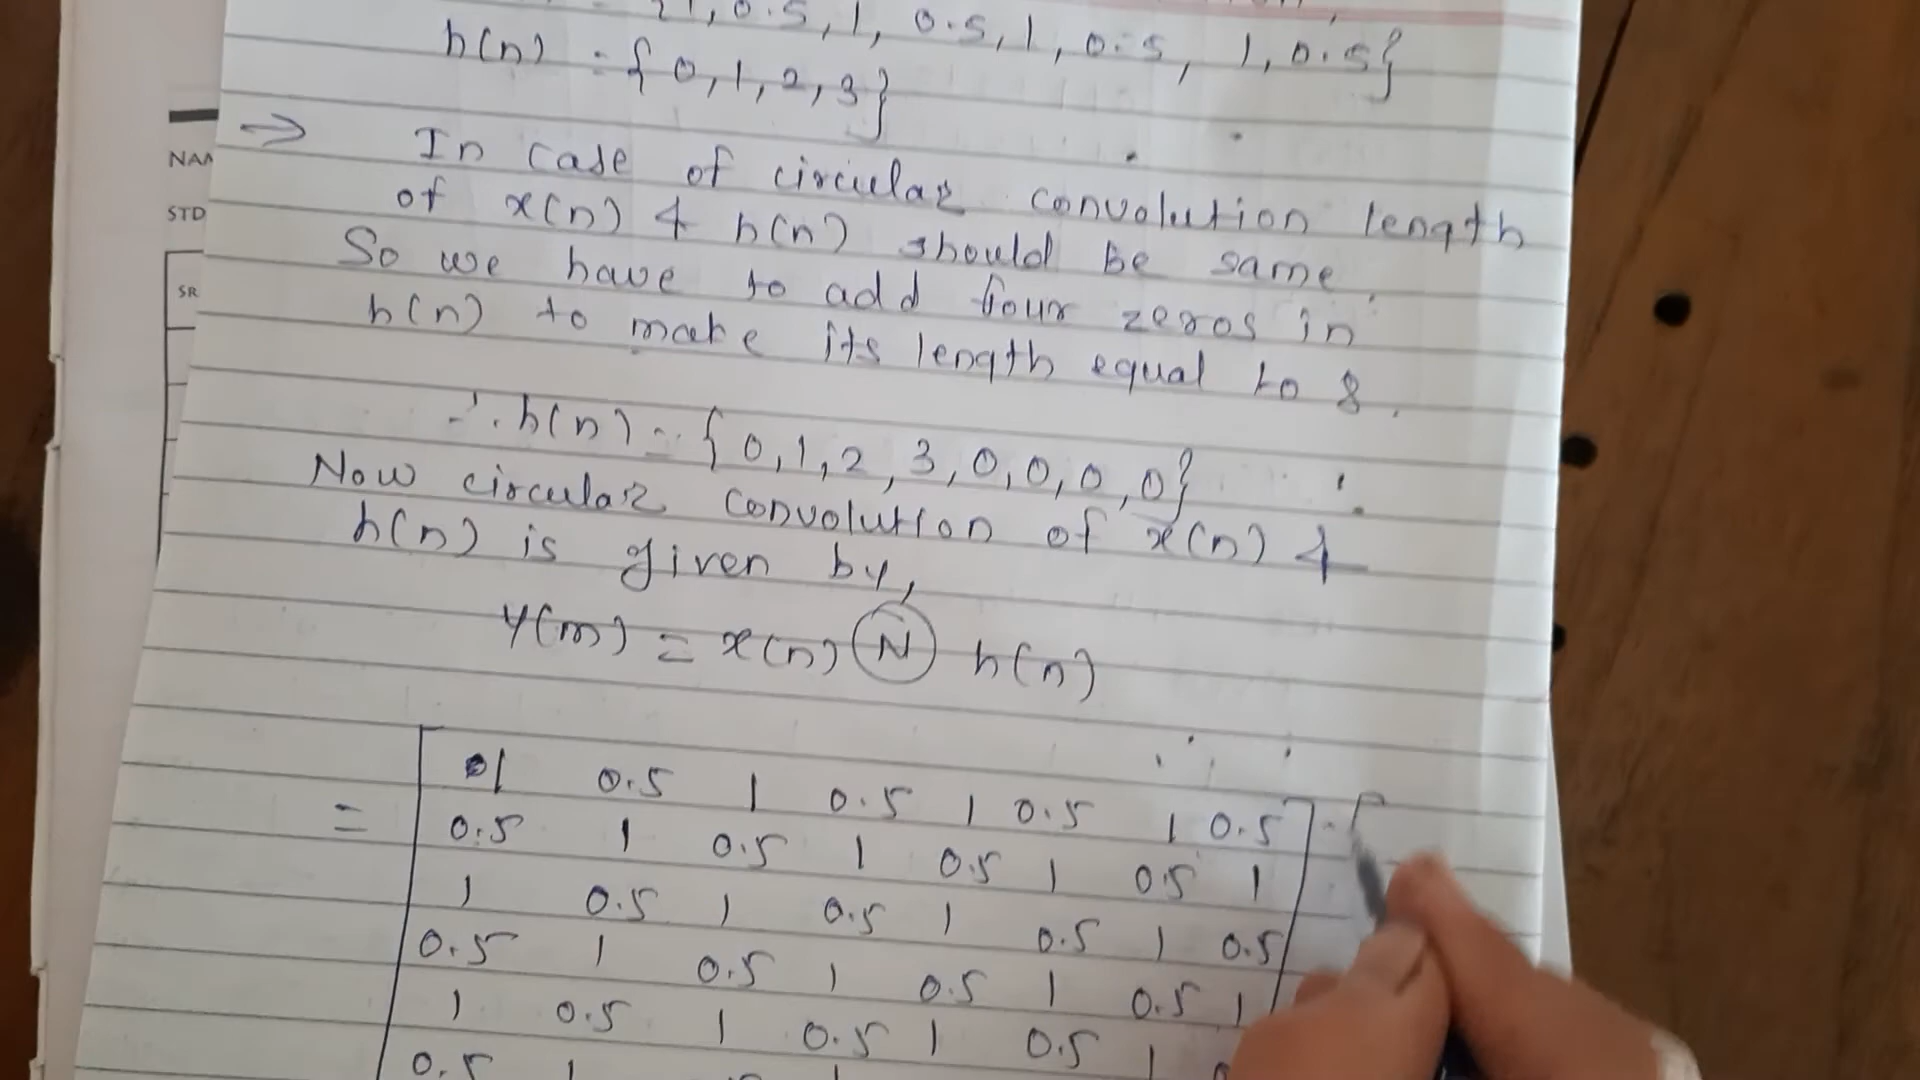 1, 0.5, 1, 0.5, 1, 0.5, 1, 0.5}
h(n) = {0, 1, 2, 3}
⇒ In case of circular convolution length
of x(n) & h(n) should be same.
So we have to add four zeros in
h(n) to make its length equal to 8.
∴ h(n) = {0, 1, 2, 3, 0, 0, 0, 0}
Now circular convolution of x(n) &
h(n) is given by,
y(m) = x(n) Ⓝ h(n)
= 1 0.5 1 0.5 1 0.5 1 0.5
0.5 1 0.5 1 0.5 1 0.5 1
1 0.5 1 0.5 1 0.5 1 0.5
0.5 1 0.5 1 0.5 1 0.5 1
1 0.5 1 0.5 1 0.5 1
0.5 1
STD
SR